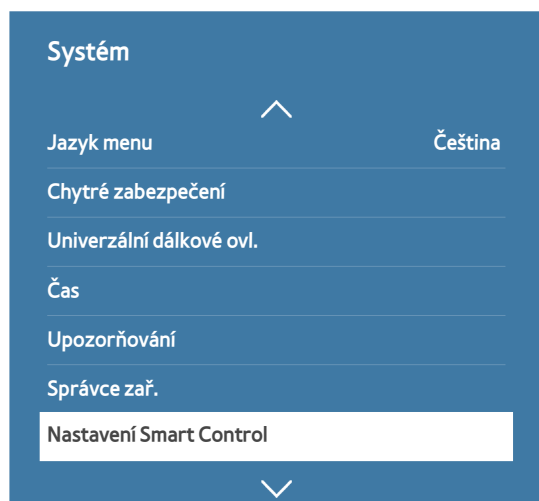 Systém
Jazyk menu Čeština
Chytré zabezpečení
Univerzální dálkové ovl.
Čas
Upozorňování
Správce zař.
Nastavení Smart Control